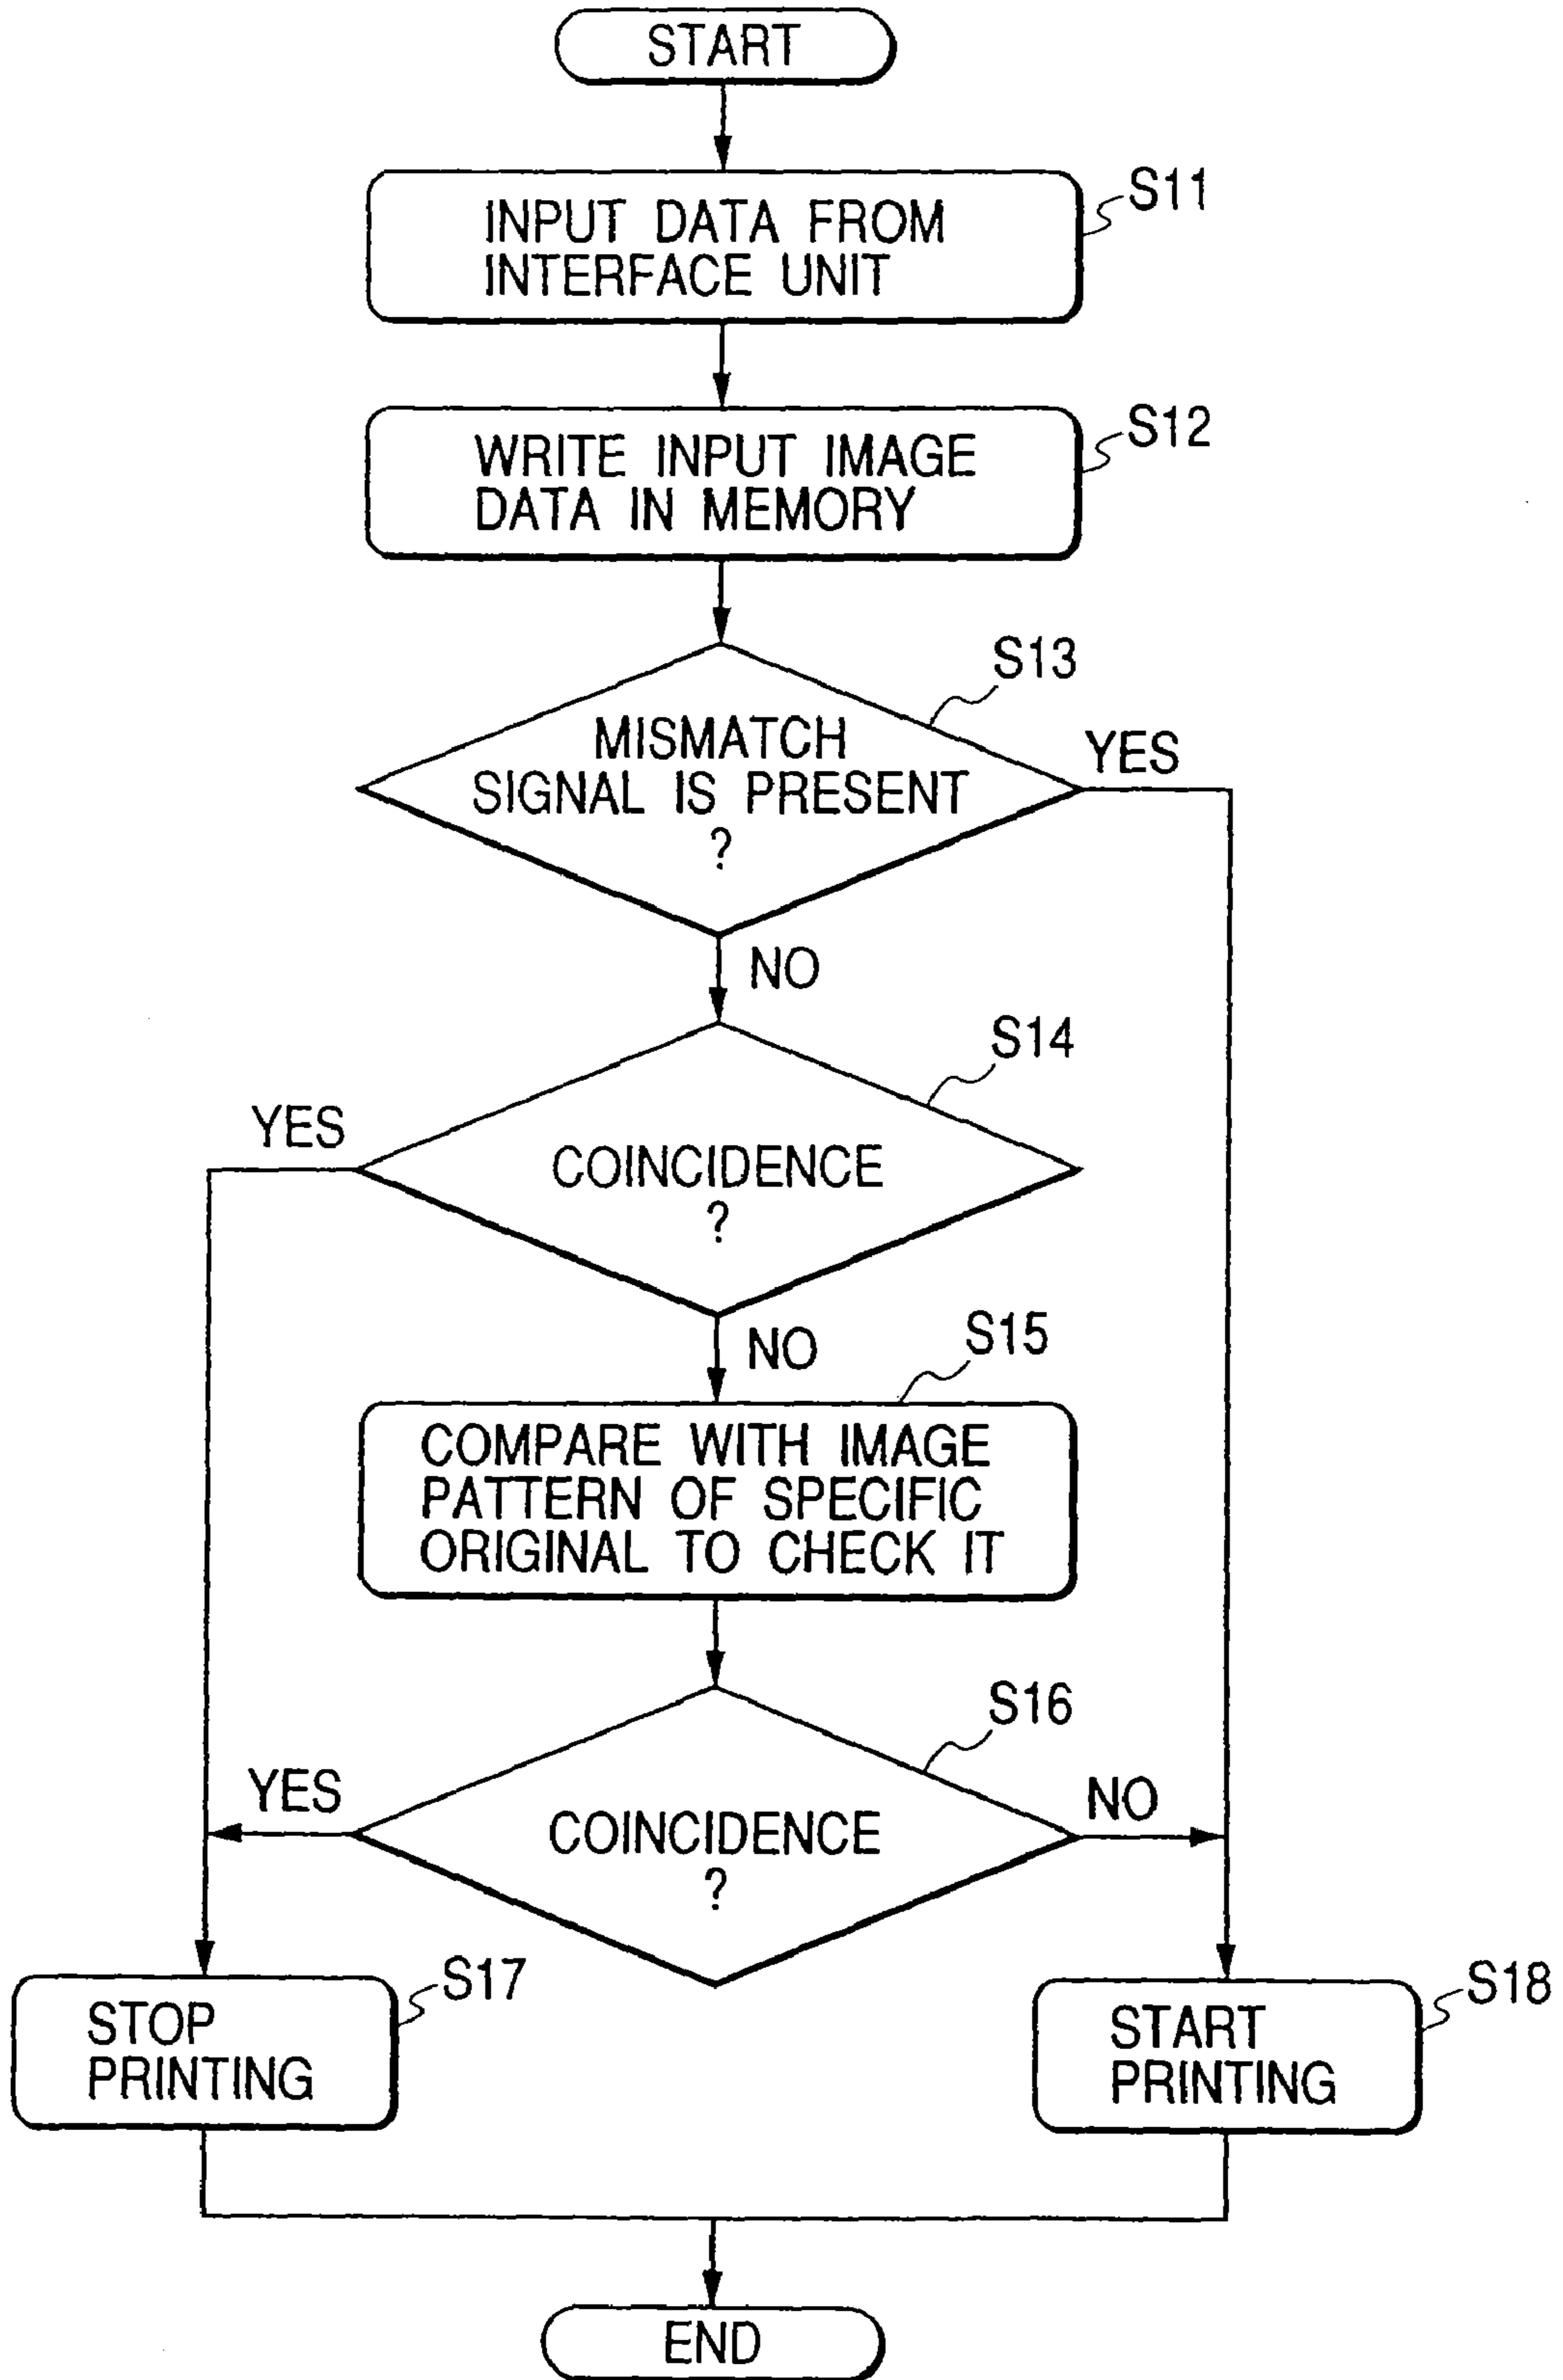 START
S11
INPUT DATA FROM
INTERFACE UNIT
S12
WRITE INPUT IMAGE
DATA IN MEMORY
S13
MISMATCH
SIGNAL IS PRESENT
?
YES
NO
S14
YES
COINCIDENCE
?
NO
S15
COMPARE WITH IMAGE
PATTERN OF SPECIFIC
ORIGINAL TO CHECK IT
S16
YES
COINCIDENCE
?
NO
S17
STOP
PRINTING
S18
START
PRINTING
END